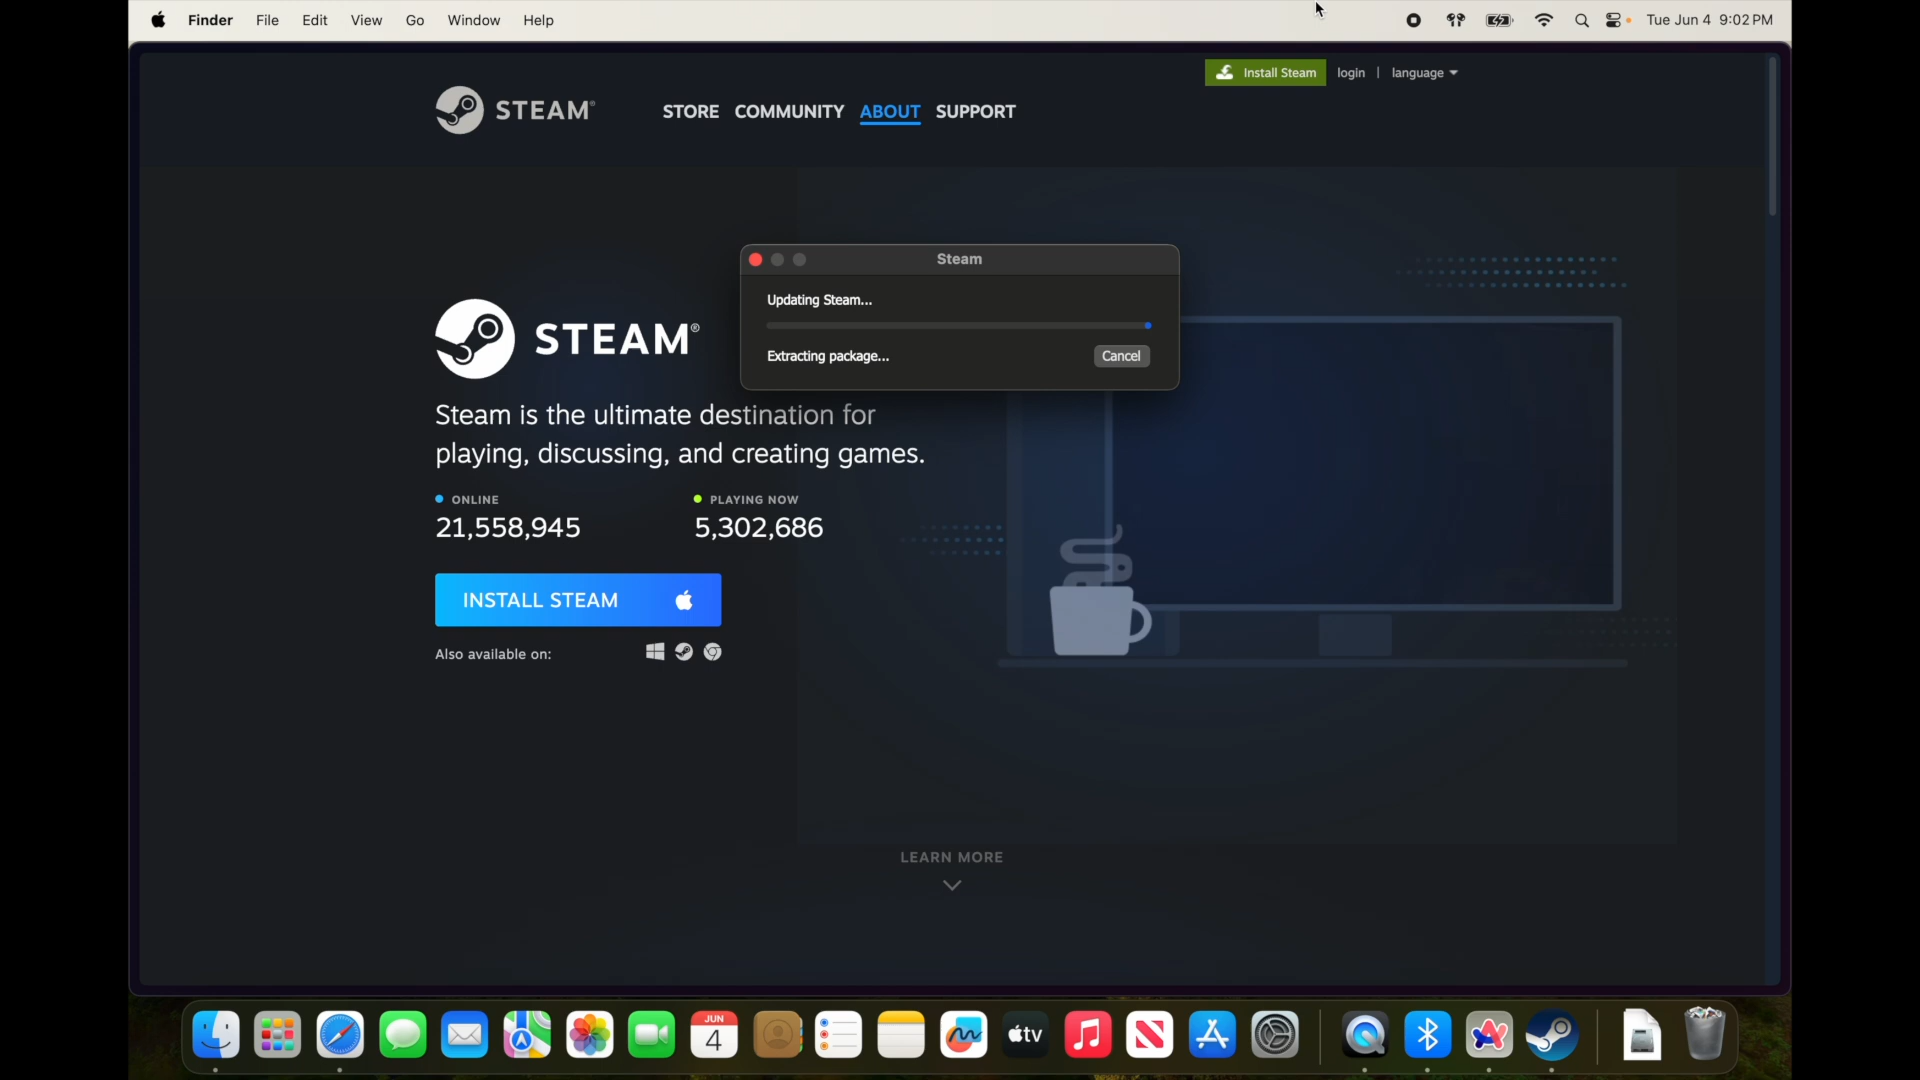 Finder File Edit View Go Window Help Tue Jun 4 9:02 PM
Install Steam login | language
STEAM® STORE COMMUNITY ABOUT SUPPORT
Steam
Updating Steam...
Extracting package... Cancel
STEAM®
Steam is the ultimate destination for
playing, discussing, and creating games.
ONLINE PLAYING NOW
21,558,945 5,302,686
INSTALL STEAM
Also available on:
LEARN MORE
JUN
4
tv